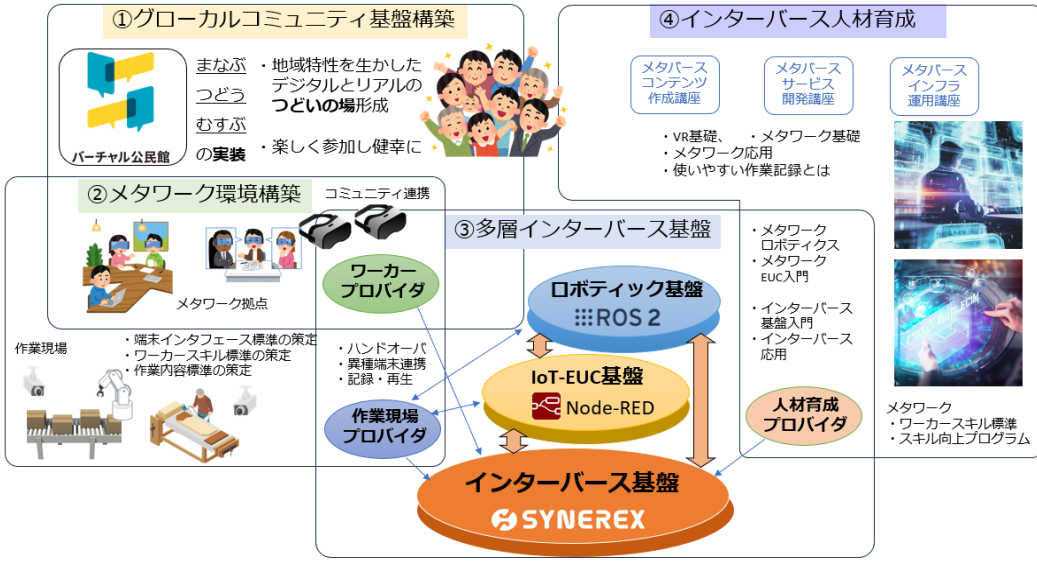 ①グローカルコミュニティ基盤構築
まなぶ
つどう
むすぶ
の実装
バーチャル公民館
・地域特性を生かした
デジタルとリアルの
つどいの場形成
・楽しく参加し健幸に
④インターバース人材育成
メタバース
コンテンツ
作成講座
メタバース
サービス
開発講座
メタバース
インフラ
運用講座
・VR基礎、 ・メタワーク基礎
・メタワーク応用
・使いやすい作業記録とは
②メタワーク環境構築
コミュニティ連携
メタワーク拠点
ワーカー
プロバイダ
作業現場
・端末インタフェース標準の策定
・ワーカースキル標準の策定
・作業内容標準の策定
③多層インターバース基盤
ロボティック基盤
ROS 2
・ハンドオーバ
・異種端末連携
・記録・再生
IoT-EUC基盤
Node-RED
作業現場
プロバイダ
インターバース基盤
SYNEREX
・メタワーク
ロボティクス
・メタワーク
EUC入門
・インターバース
基盤入門
・インターバース
応用
人材育成
プロバイダ
メタワーク
・ワーカースキル標準
・スキル向上プログラム